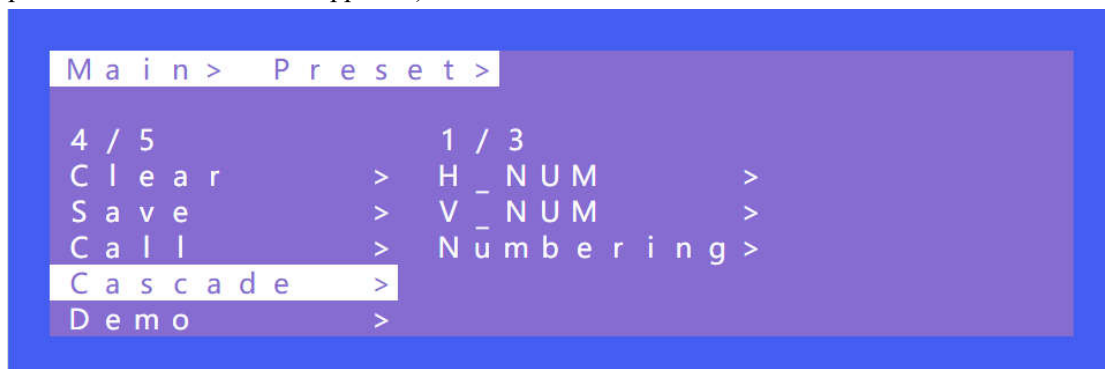 Main> Preset>
4/5 1/3
Clear > H_NUM >
Save > V_NUM >
Call > Numbering>
Cascade >
Demo >